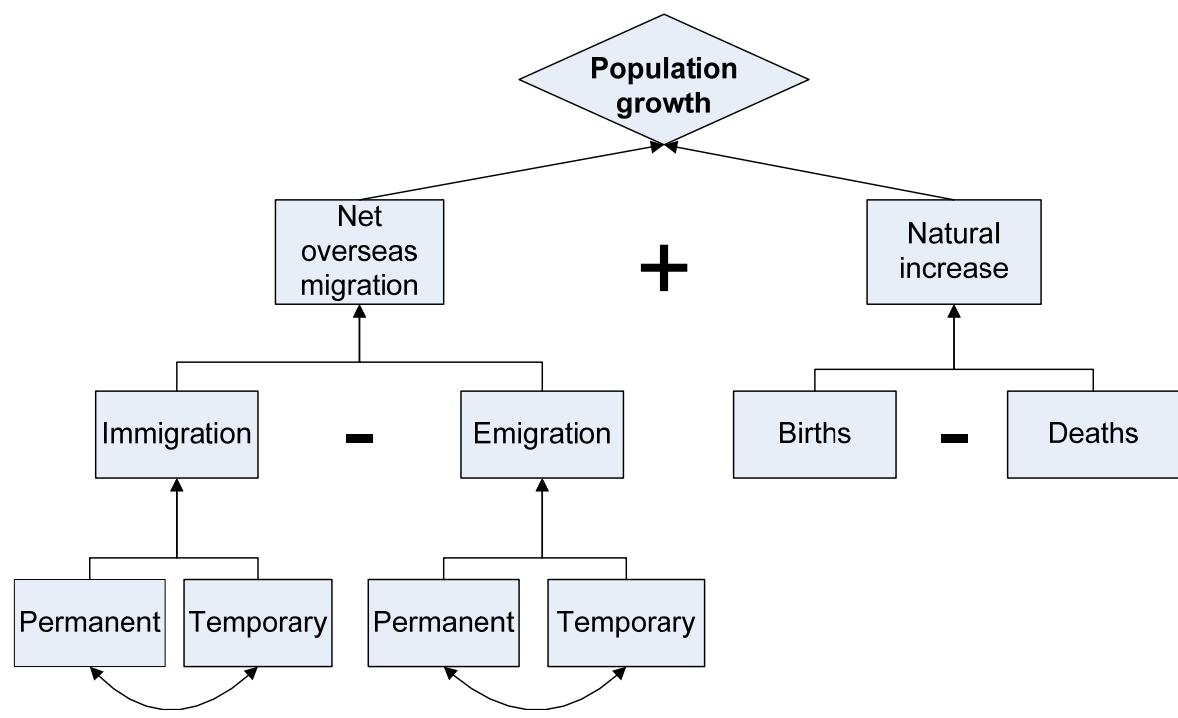 Population
growth
Net
overseas
migration
+
Natural
increase
Immigration
-
Emigration
Births
-
Deaths
Permanent
Temporary
Permanent
Temporary